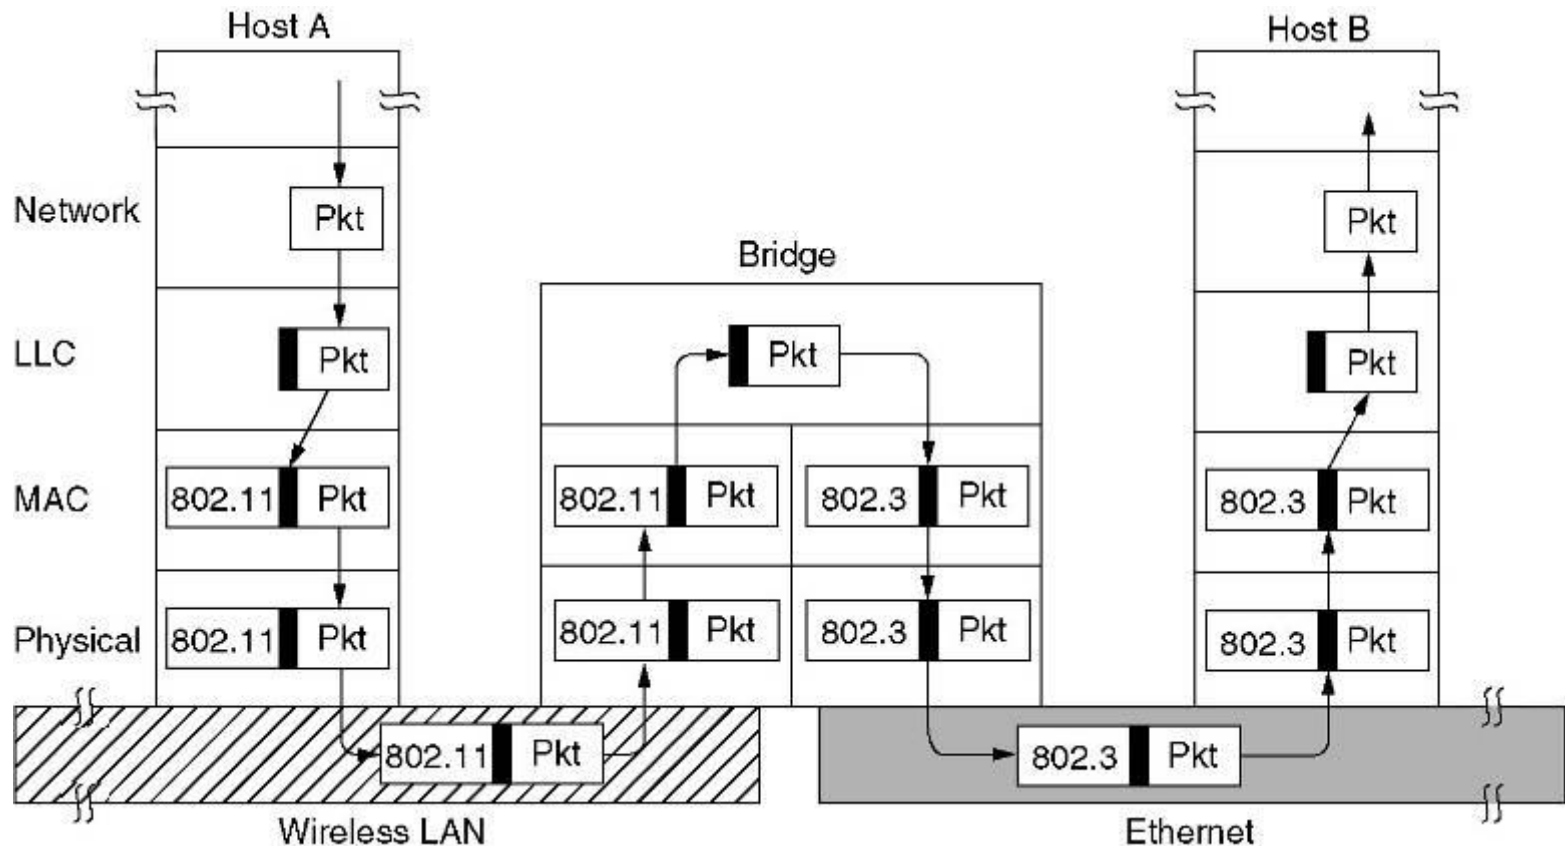 Host A
Host B
Network
Pkt
Pkt
Bridge
LLC
Pkt
Pkt
Pkt
MAC
802.11 Pkt
802.11 Pkt
802.3 Pkt
802.3 Pkt
Physical
802.11 Pkt
802.11 Pkt
802.3 Pkt
802.3 Pkt
802.11 Pkt
802.3 Pkt
Wireless LAN
Ethernet